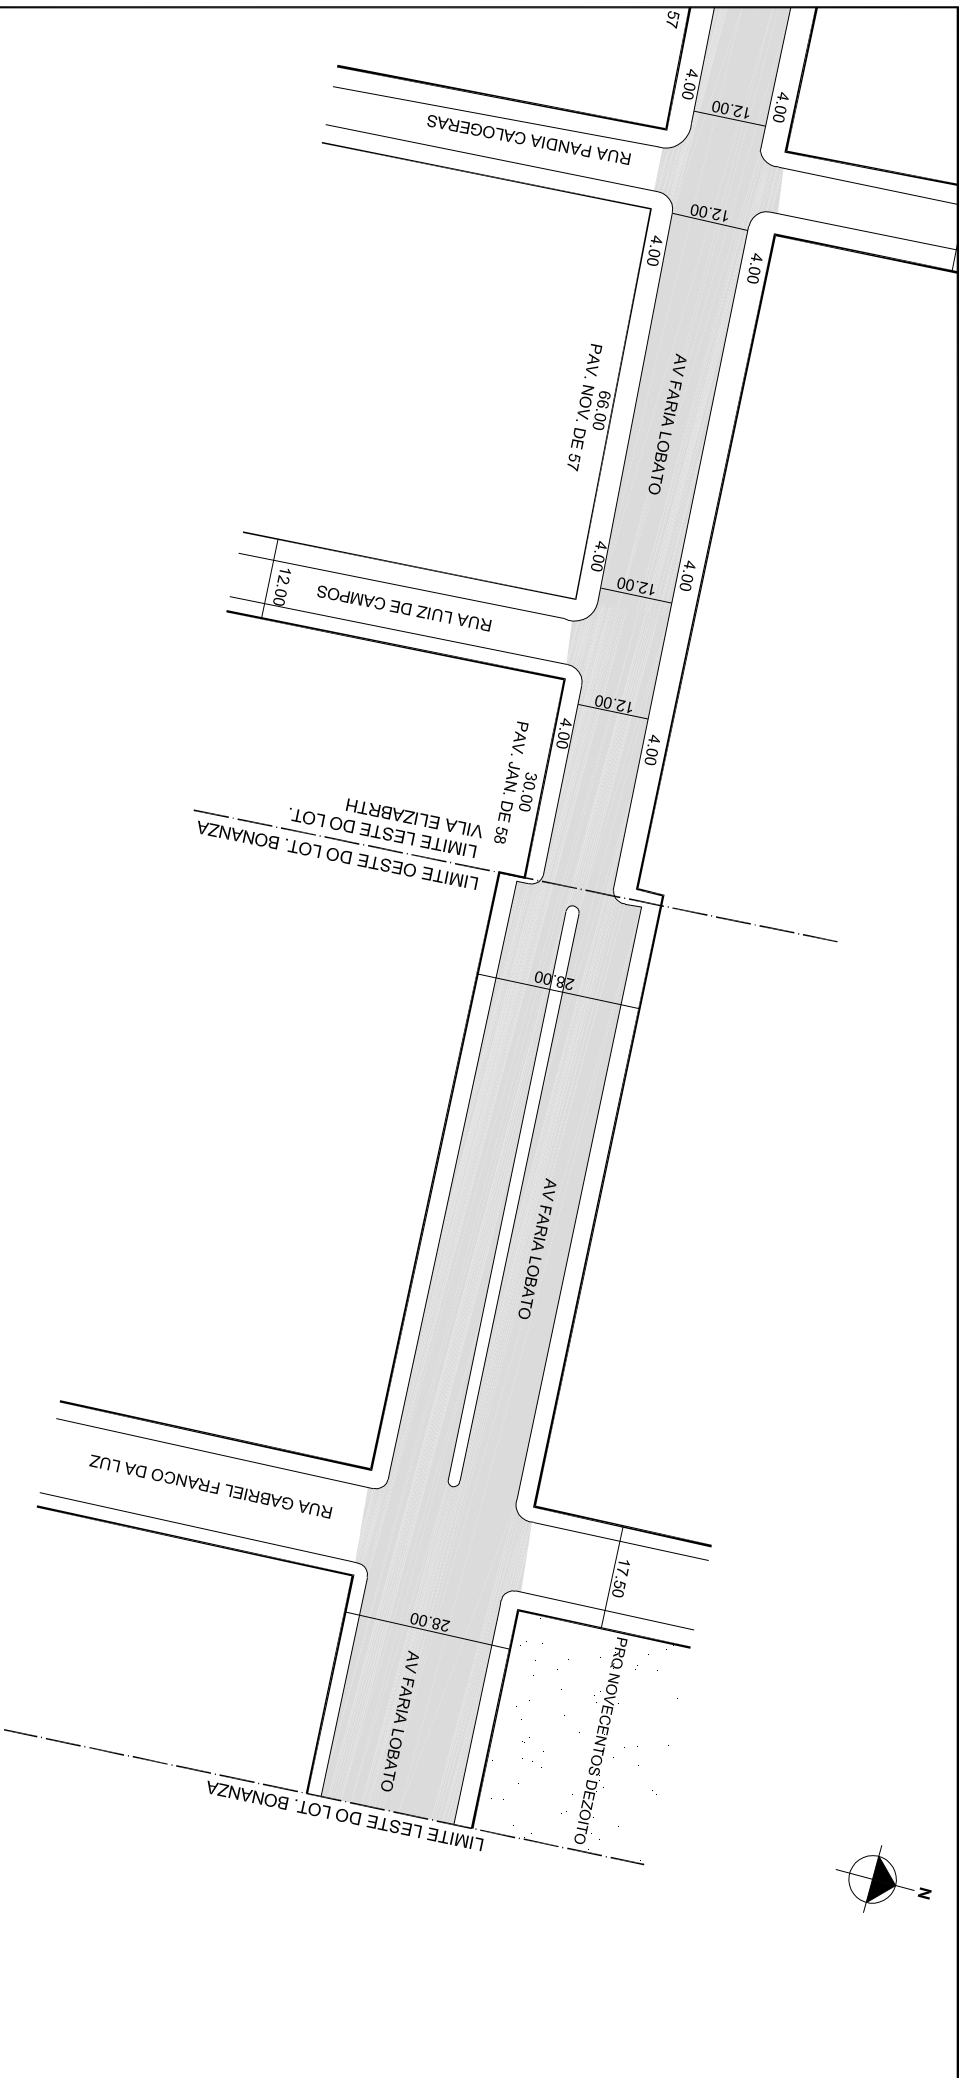 57
4.00
12.00
4.00
RUA PANDIA CALOGERAS
12.00
4.00
4.00
AV FARIA LOBATO
66.00
PAV. NOV. DE 57
4.00
12.00
4.00
12.00
RUA LUIZ DE CAMPOS
12.00
4.00
4.00
30.00
PAV. JAN. DE 58
VILA ELIZABRTH
LIMITE LESTE DO LOT.
LIMITE OESTE DO LOT. BONANZA
28.00
AV FARIA LOBATO
RUA GABRIEL FRANCO DA LUZ
17.50
28.00
AV FARIA LOBATO
PRQ NOVECENTOS DEZOITO
LIMITE LESTE DO LOT. BONANZA
N